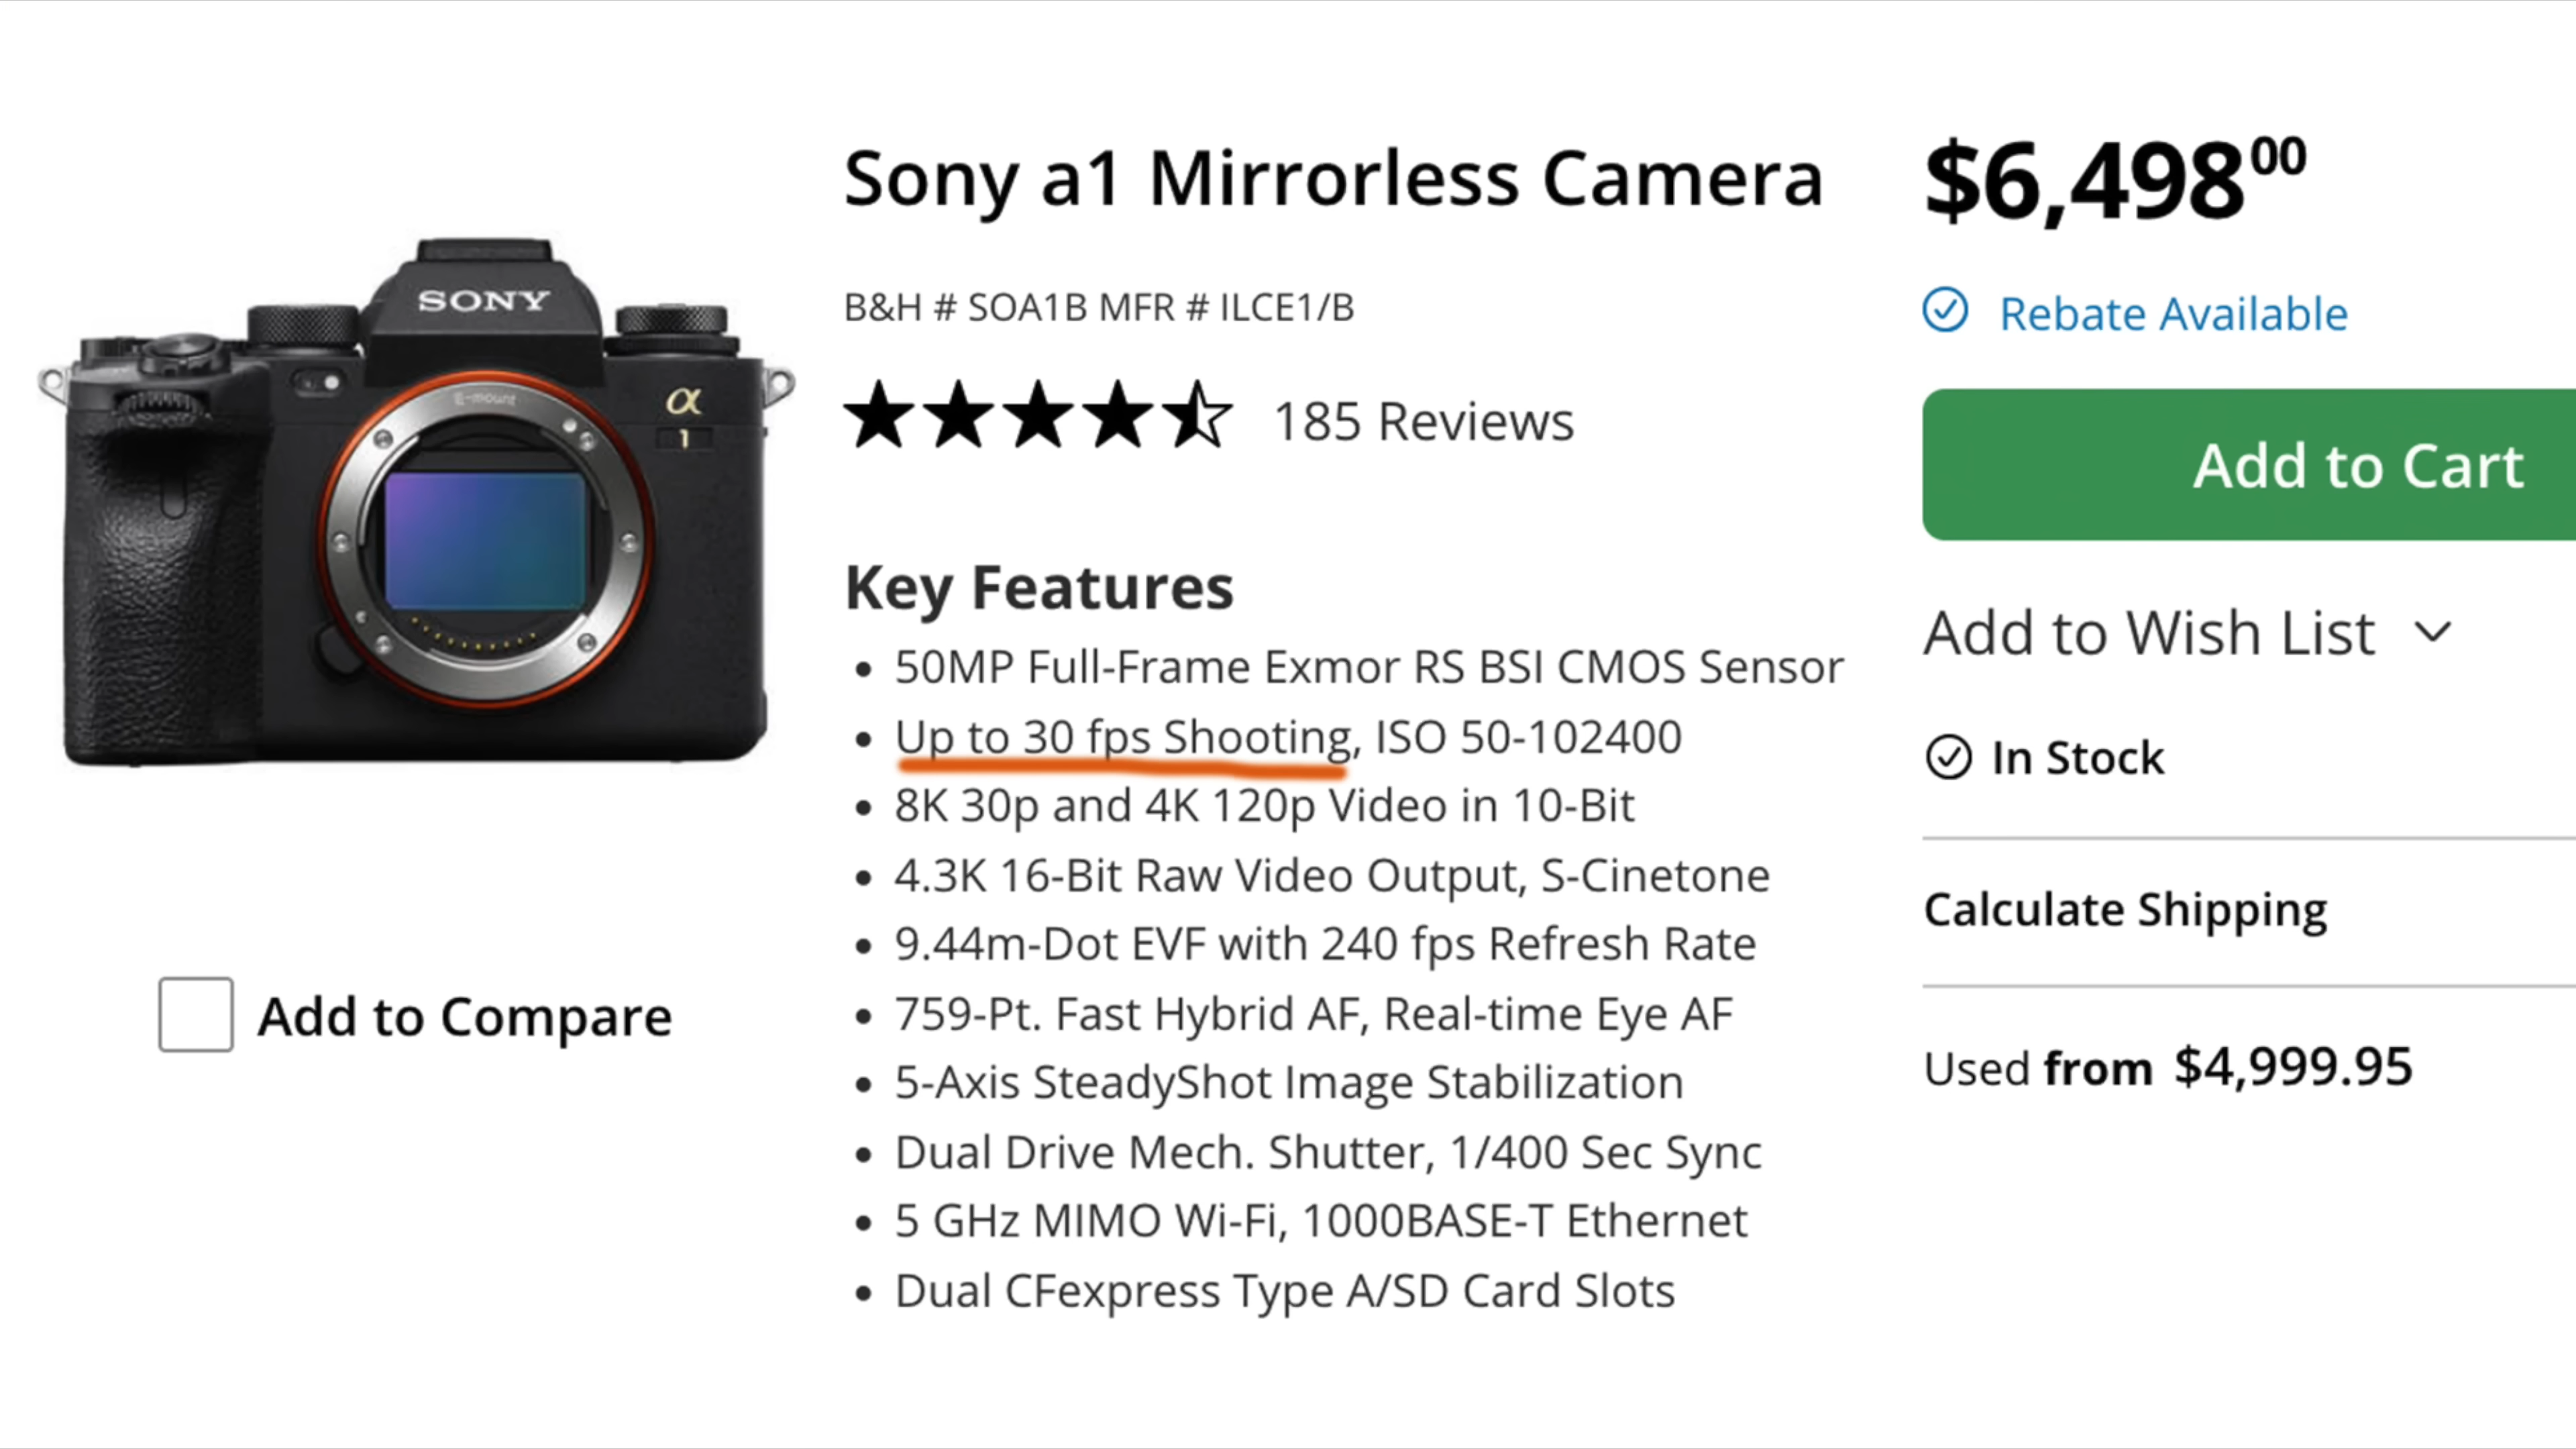 Sony a1 Mirrorless Camera
B&H # SOA1B MFR # ILCE1/B
185 Reviews
Key Features
50MP Full-Frame Exmor RS BSI CMOS Sensor
Up to 30 fps Shooting, ISO 50-102400
8K 30p and 4K 120p Video in 10-Bit
4.3K 16-Bit Raw Video Output, S-Cinetone
9.44m-Dot EVF with 240 fps Refresh Rate
759-Pt. Fast Hybrid AF, Real-time Eye AF
5-Axis SteadyShot Image Stabilization
Dual Drive Mech. Shutter, 1/400 Sec Sync
5 GHz MIMO Wi-Fi, 1000BASE-T Ethernet
Dual CFexpress Type A/SD Card Slots
$6,498 00
Rebate Available
Add to Cart
Add to Wish List
In Stock
Calculate Shipping
Used from $4,999.95
SONY
E-mount
α
1
Add to Compare